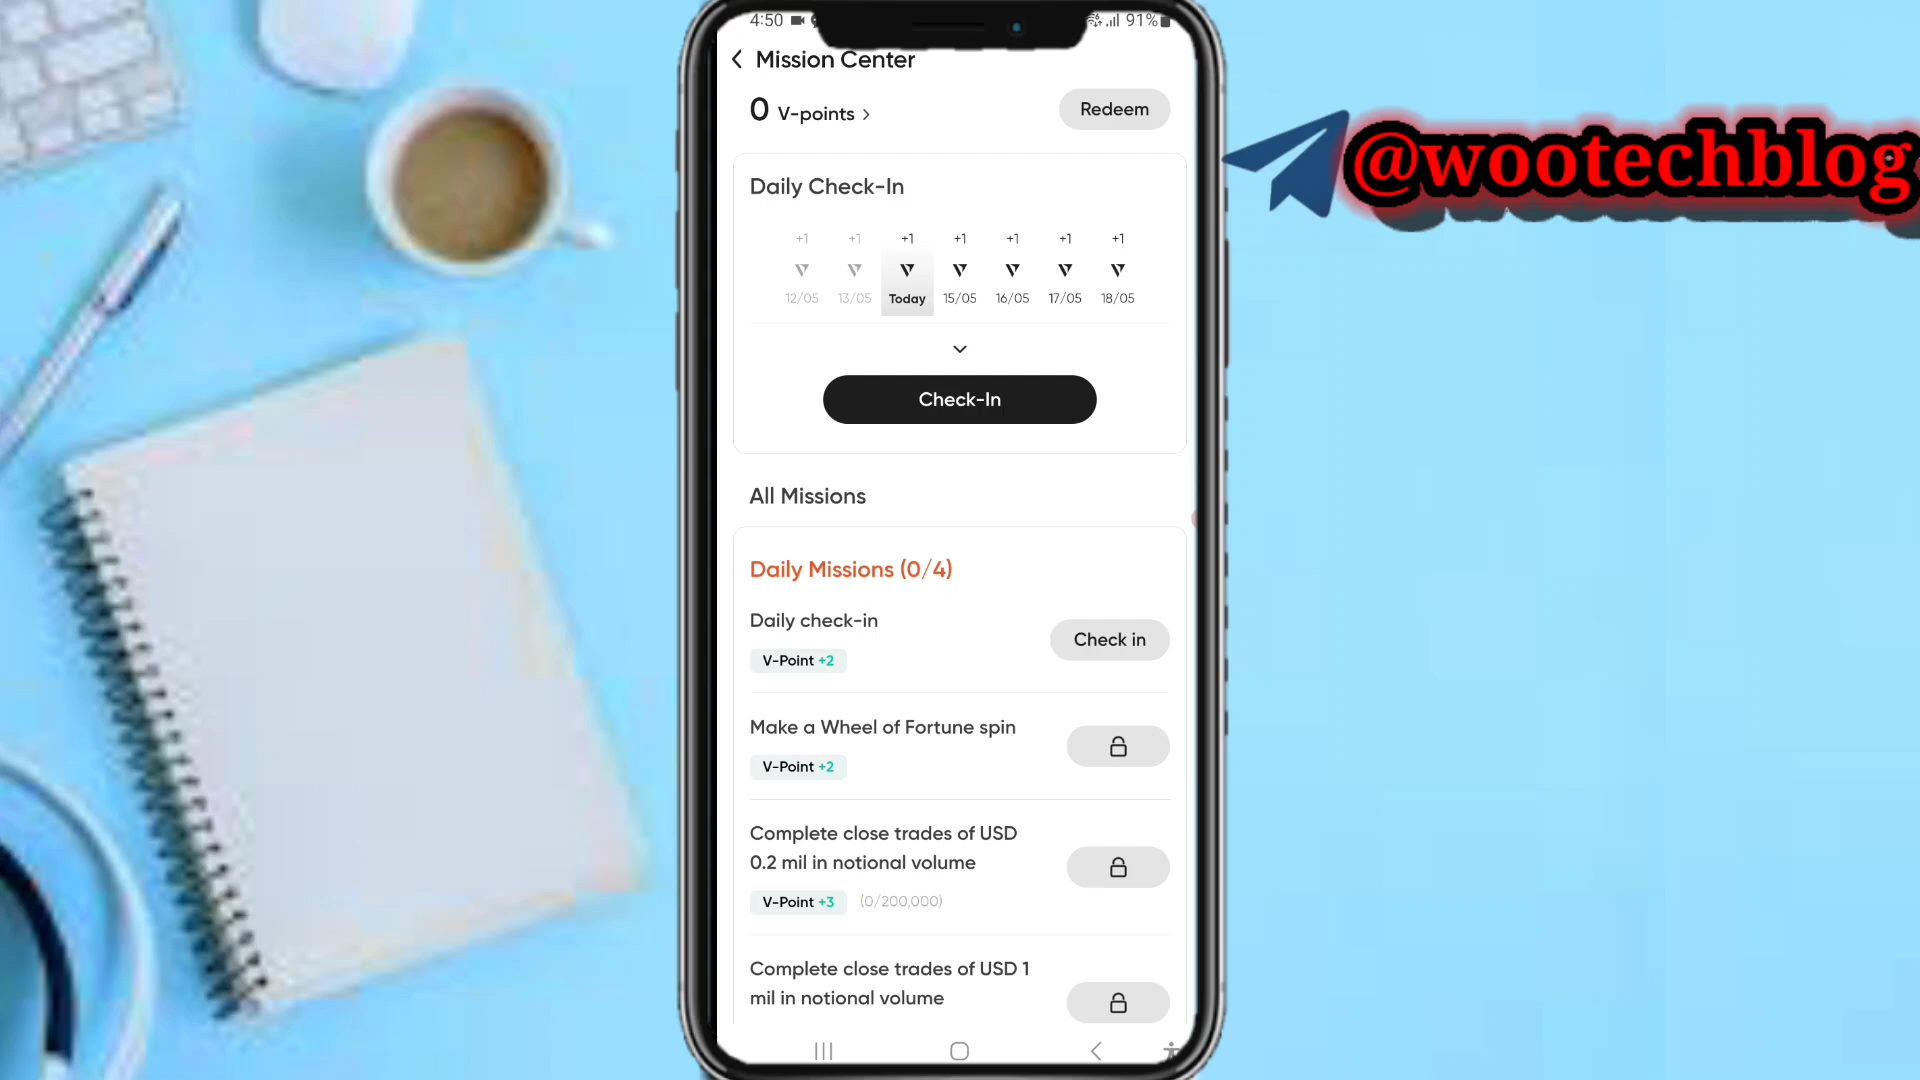 4:50
91%
Mission Center
0 V-points
Redeem
@wootechblog
Daily Check-In
+1 +1 +1 +1 +1 +1 +1
12/05 13/05 Today 15/05 16/05 17/05 18/05
Check-In
All Missions
Daily Missions (0/4)
Daily check-in
Check in
V-Point +2
Make a Wheel of Fortune spin
V-Point +2
Complete close trades of USD
0.2 mil in notional volume
V-Point +3 (0/200,000)
Complete close trades of USD 1
mil in notional volume